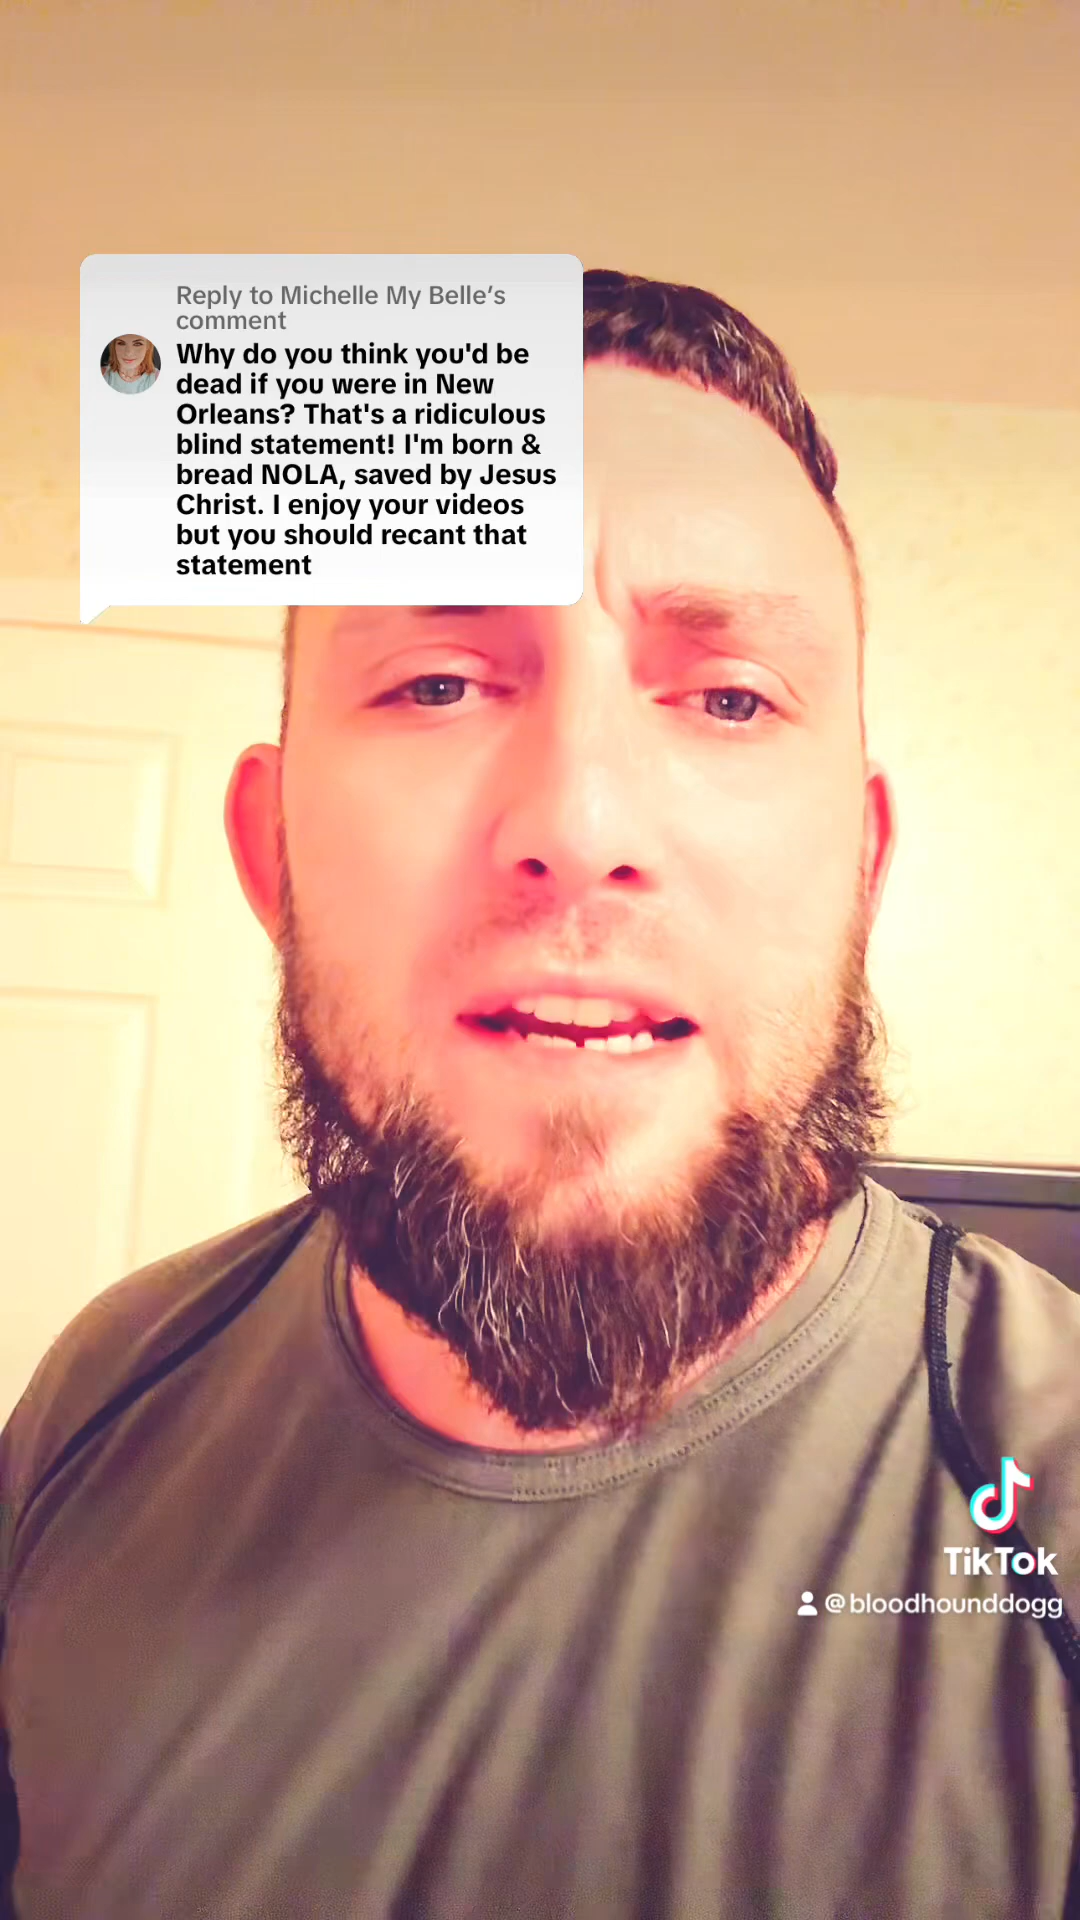 Reply to Michelle My Belle’s
comment
Why do you think you'd be
dead if you were in New
Orleans? That's a ridiculous
blind statement! I'm born &
bread NOLA, saved by Jesus
Christ. I enjoy your videos
but you should recant that
statement
TikTok
@bloodhounddogg